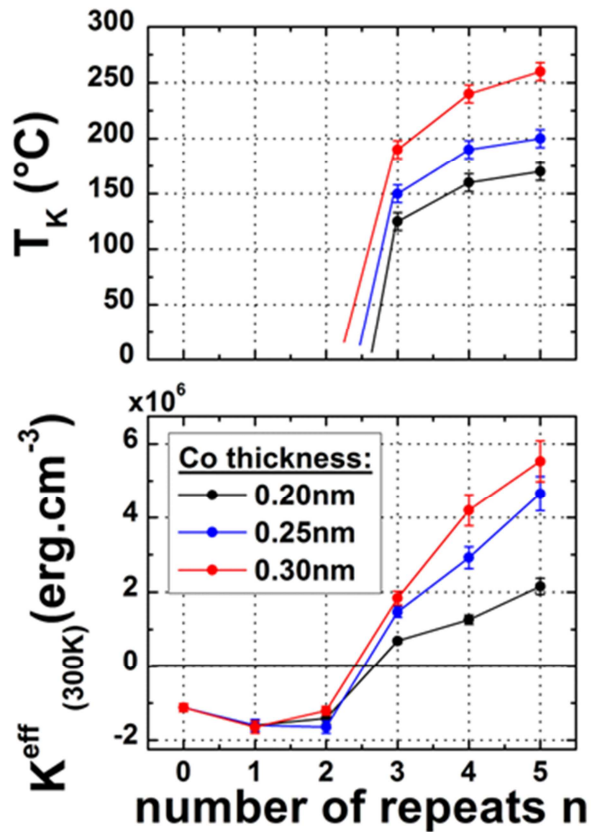 300
250
200
150
100
50
0
T_K (°C)
x10^6
6
4
2
0
-2
K^eff (300K) (erg.cm^-3)
Co thickness:
0.20nm
0.25nm
0.30nm
0 1 2 3 4 5
number of repeats n